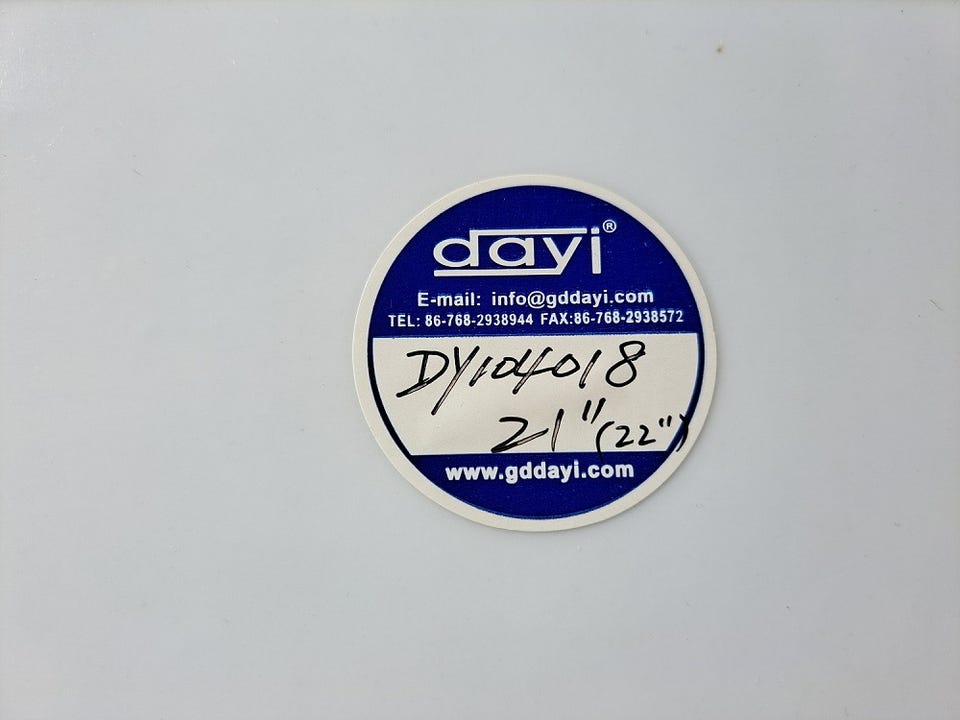 dayi®
E-mail: info@gddayi.com
TEL: 86-768-2938944 FAX:86-768-2938572
DY104018
21" (22")
www.gddayi.com